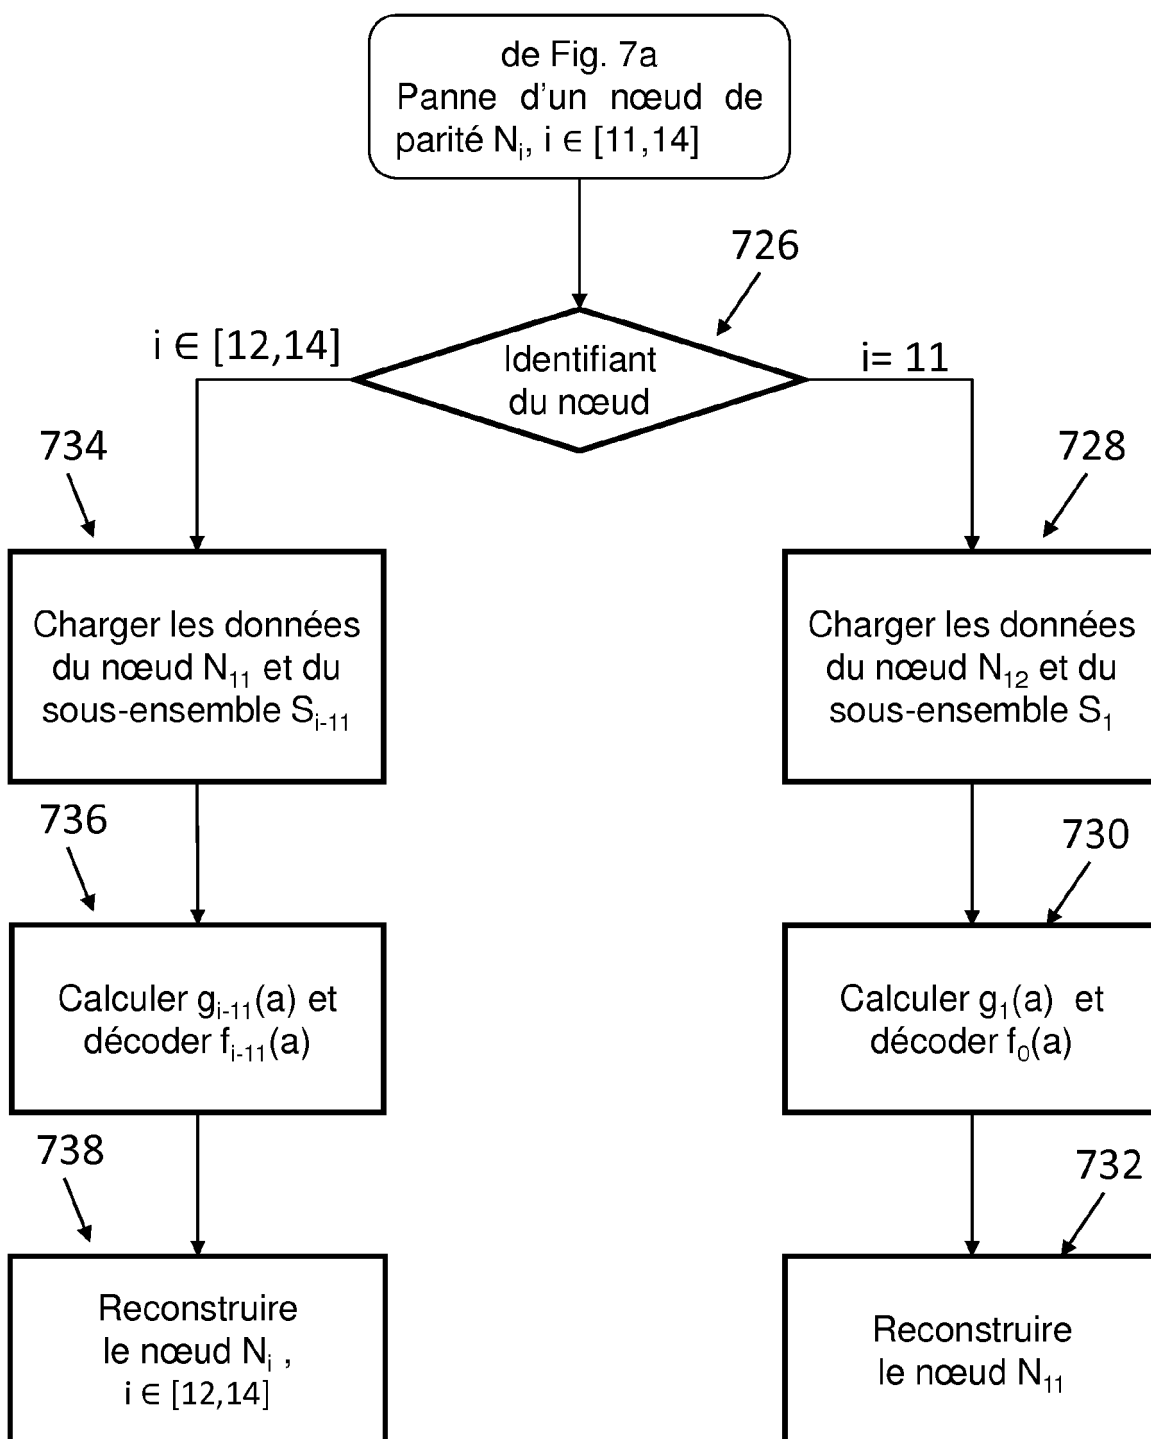 de Fig. 7a
Panne d'un nœud de
parité Nᵢ, i ∈ [11,14]
726
Identifiant
du nœud
i ∈ [12,14]
i= 11
734
Charger les données
du nœud N₁₁ et du
sous-ensemble Sᵢ₋₁₁
736
Calculer gᵢ₋₁₁(a) et
décoder fᵢ₋₁₁(a)
738
Reconstruire
le nœud Nᵢ ,
i ∈ [12,14]
728
Charger les données
du nœud N₁₂ et du
sous-ensemble S₁
730
Calculer g₁(a) et
décoder f₀(a)
732
Reconstruire
le nœud N₁₁